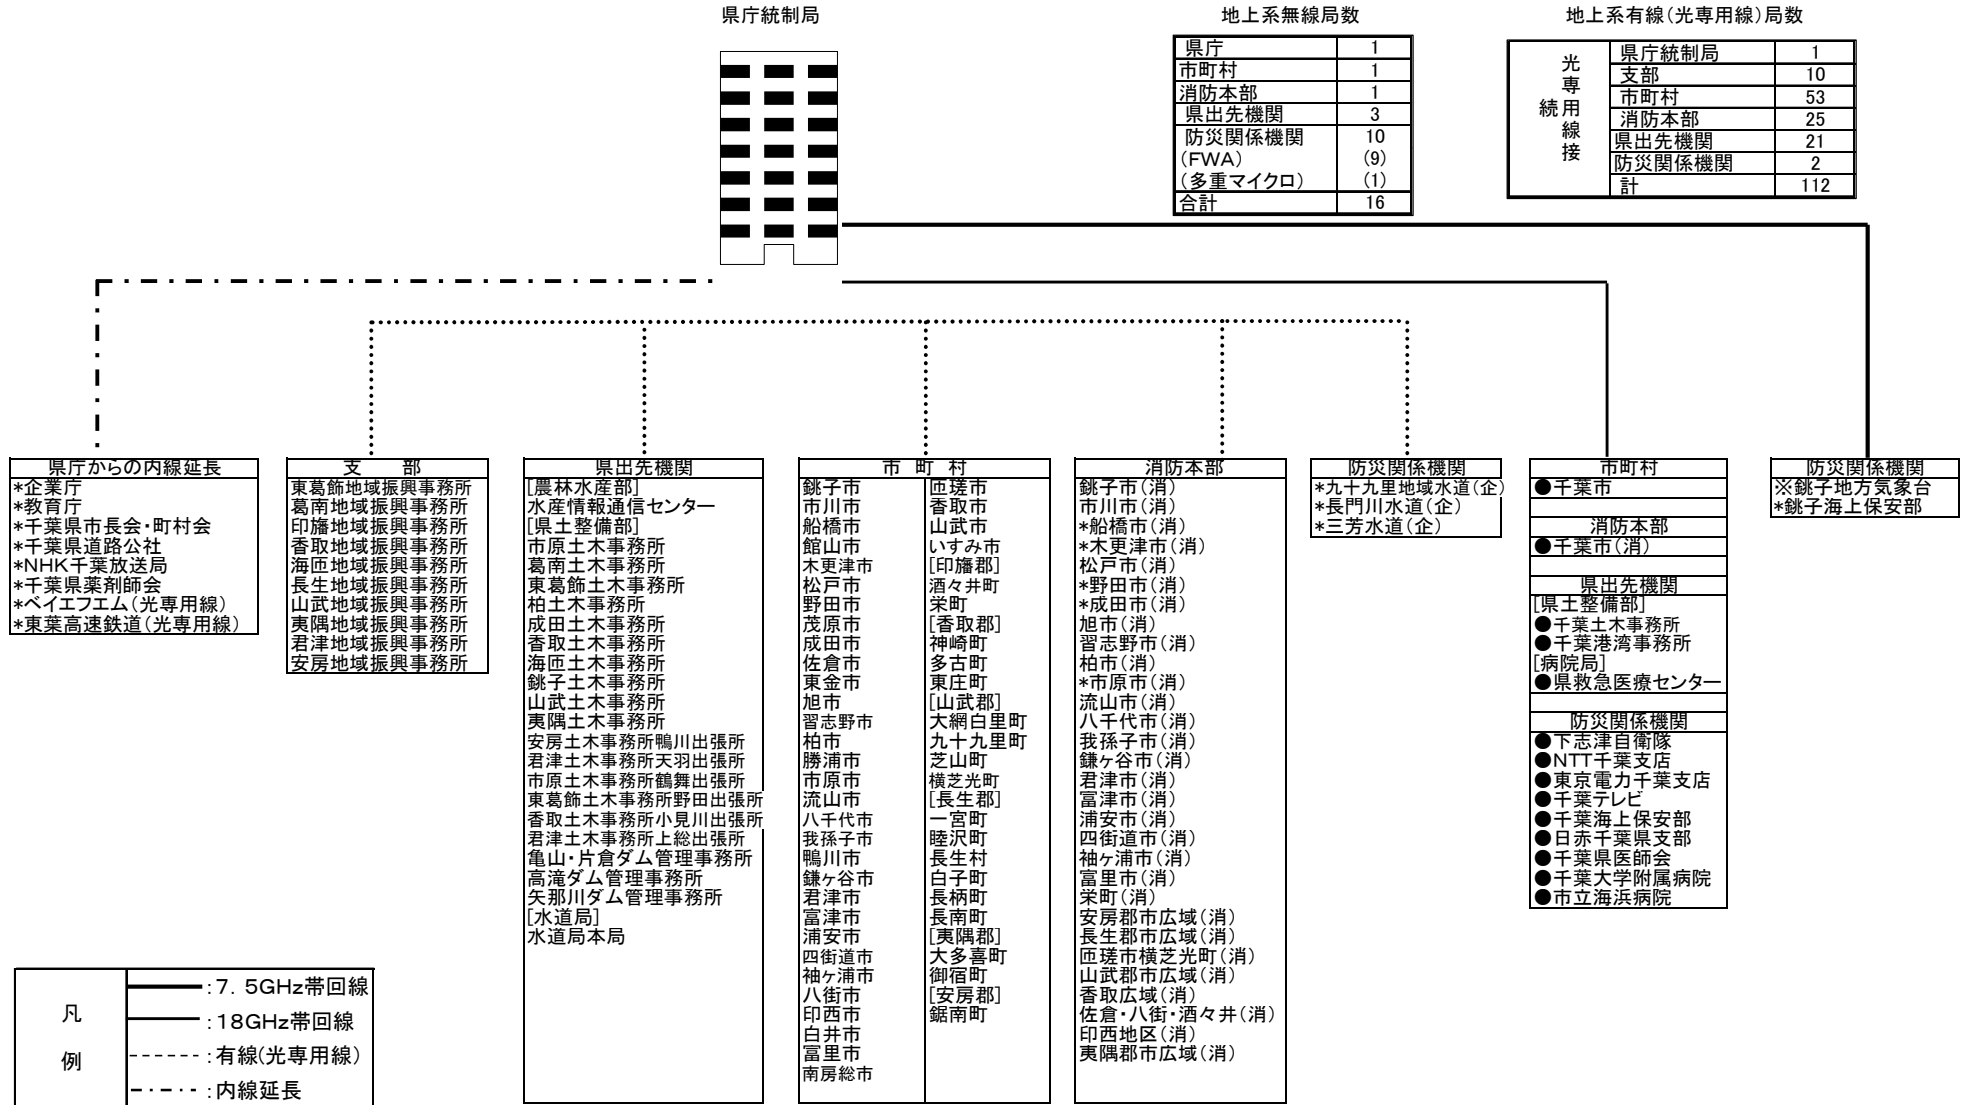 県庁統制局
地上系無線局数
県庁 1
市町村 1
消防本部 1
県出先機関 3
防災関係機関 10
(FWA) (9)
(多重マイクロ) (1)
合計 16
地上系有線(光専用線)局数
光専用線接続
県庁統制局 1
支部 10
市町村 53
消防本部 25
県出先機関 21
防災関係機関 2
計 112
県庁からの内線延長
*企業庁
*教育庁
*千葉県市長会・町村会
*千葉県道路公社
*NHK千葉放送局
*千葉県薬剤師会
*ベイエフエム(光専用線)
*東葉高速鉄道(光専用線)
支 部
東葛飾地域振興事務所
葛南地域振興事務所
印旛地域振興事務所
香取地域振興事務所
海匝地域振興事務所
長生地域振興事務所
山武地域振興事務所
夷隅地域振興事務所
君津地域振興事務所
安房地域振興事務所
県出先機関
[農林水産部]
水産情報通信センター
[県土整備部]
市原土木事務所
葛南土木事務所
東葛飾土木事務所
柏土木事務所
成田土木事務所
香取土木事務所
海匝土木事務所
銚子土木事務所
山武土木事務所
夷隅土木事務所
安房土木事務所鴨川出張所
君津土木事務所天羽出張所
市原土木事務所鶴舞出張所
東葛飾土木事務所野田出張所
香取土木事務所小見川出張所
君津土木事務所上総出張所
亀山・片倉ダム管理事務所
高滝ダム管理事務所
矢那川ダム管理事務所
[水道局]
水道局本局
市 町 村
銚子市
市川市
船橋市
館山市
木更津市
松戸市
野田市
茂原市
成田市
佐倉市
東金市
旭市
習志野市
柏市
勝浦市
市原市
流山市
八千代市
我孫子市
鴨川市
鎌ヶ谷市
君津市
富津市
浦安市
四街道市
袖ヶ浦市
八街市
印西市
白井市
富里市
南房総市
匝瑳市
香取市
山武市
いすみ市
[印旛郡]
酒々井町
栄町
[香取郡]
神崎町
多古町
東庄町
[山武郡]
大網白里町
九十九里町
芝山町
横芝光町
[長生郡]
一宮町
睦沢町
長生村
白子町
長柄町
長南町
[夷隅郡]
大多喜町
御宿町
[安房郡]
鋸南町
消防本部
銚子市(消)
市川市(消)
*船橋市(消)
*木更津市(消)
松戸市(消)
*野田市(消)
*成田市(消)
旭市(消)
習志野市(消)
柏市(消)
*市原市(消)
流山市(消)
八千代市(消)
我孫子市(消)
鎌ヶ谷市(消)
君津市(消)
富津市(消)
浦安市(消)
四街道市(消)
袖ヶ浦市(消)
富里市(消)
栄町(消)
安房郡市広域(消)
長生郡市広域(消)
匝瑳市横芝光町(消)
山武郡市広域(消)
香取広域(消)
佐倉・八街・酒々井(消)
印西地区(消)
夷隅郡市広域(消)
防災関係機関
*九十九里地域水道(企)
*長門川水道(企)
*三芳水道(企)
市町村
●千葉市
消防本部
●千葉市(消)
県出先機関
[県土整備部]
●千葉土木事務所
●千葉港湾事務所
[病院局]
●県救急医療センター
防災関係機関
●下志津自衛隊
●NTT千葉支店
●東京電力千葉支店
●千葉テレビ
●千葉海上保安部
●日赤千葉県支部
●千葉県医師会
●千葉大学附属病院
●市立海浜病院
防災関係機関
※銚子地方気象台
*銚子海上保安部
凡例
:7.5GHz帯回線
:18GHz帯回線
:有線(光専用線)
:内線延長